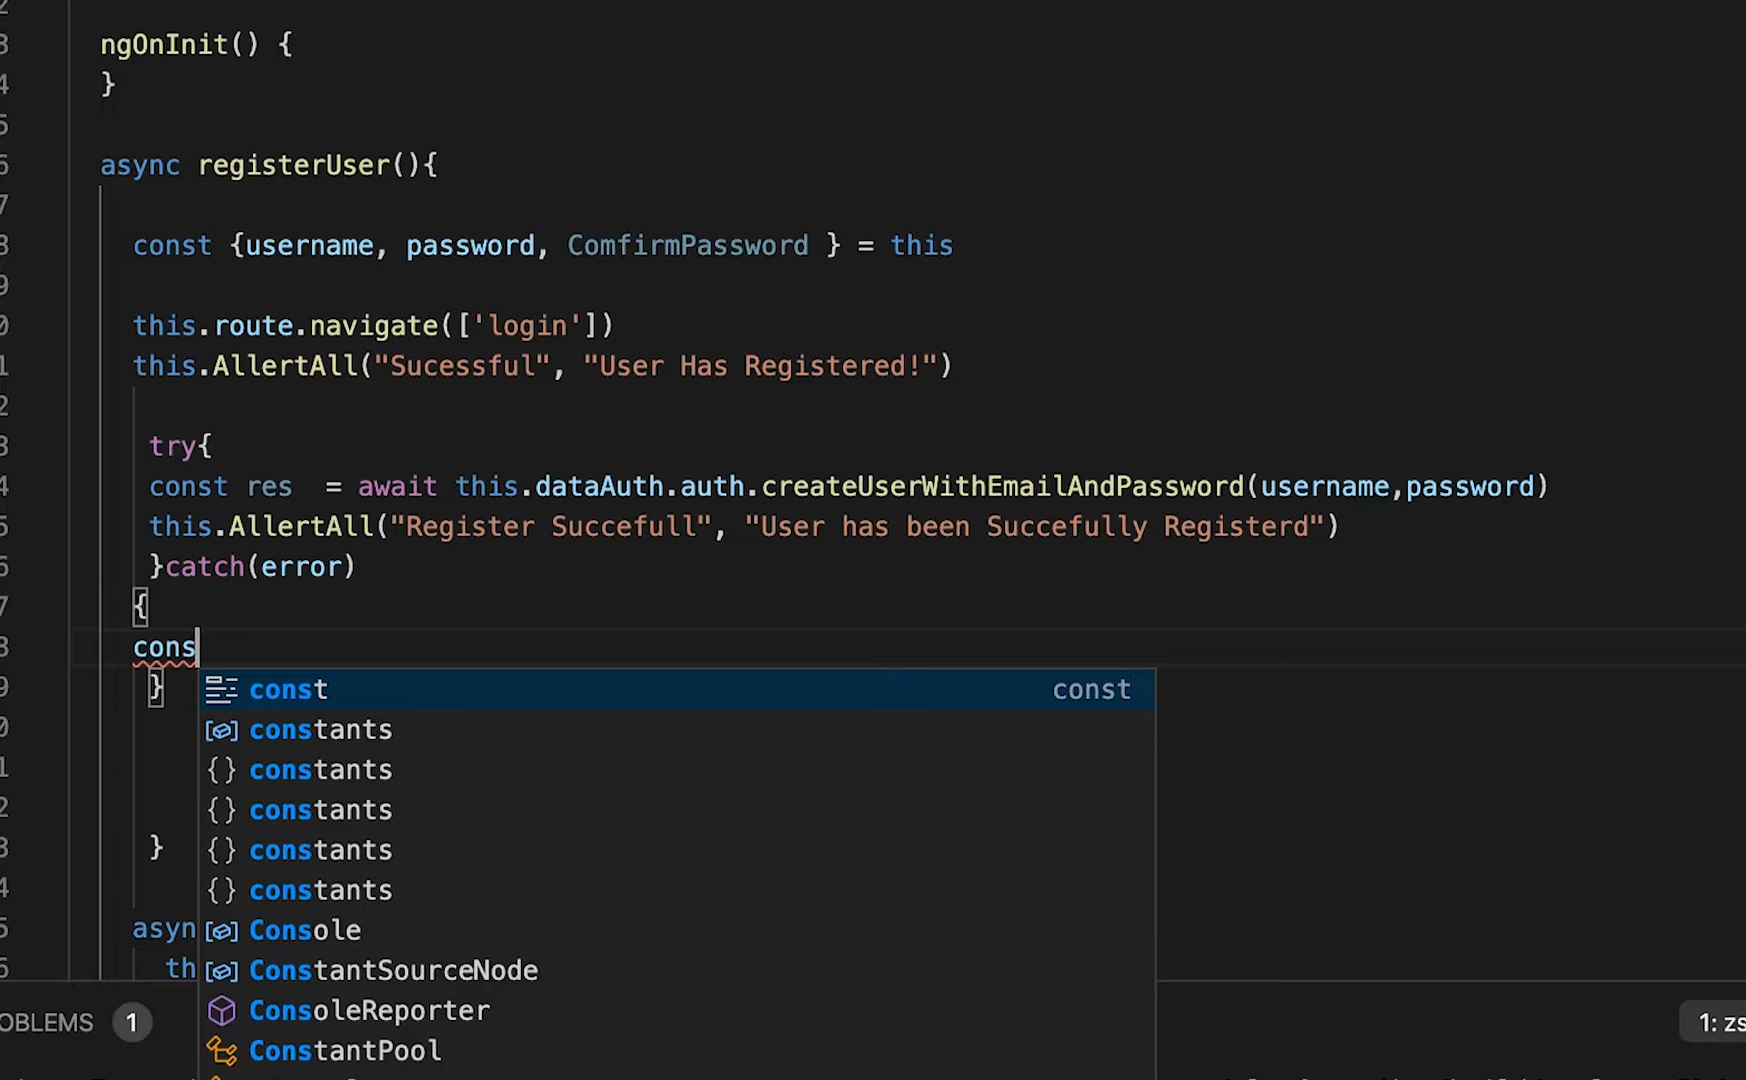 ngOnInit() {
}
async registerUser(){
const {username, password, ComfirmPassword } = this
this.route.navigate(['login'])
this.AllertAll("Sucessful", "User Has Registered!")
try{
const res  = await this.dataAuth.auth.createUserWithEmailAndPassword(username,password)
this.AllertAll("Register Succefull", "User has been Succefully Registerd")
}catch(error)
{
cons
}
const const
constants
constants
constants
}
constants
constants
asyn
Console
th
ConstantSourceNode
ConsoleReporter
OBLEMS 1
1: zs
ConstantPool